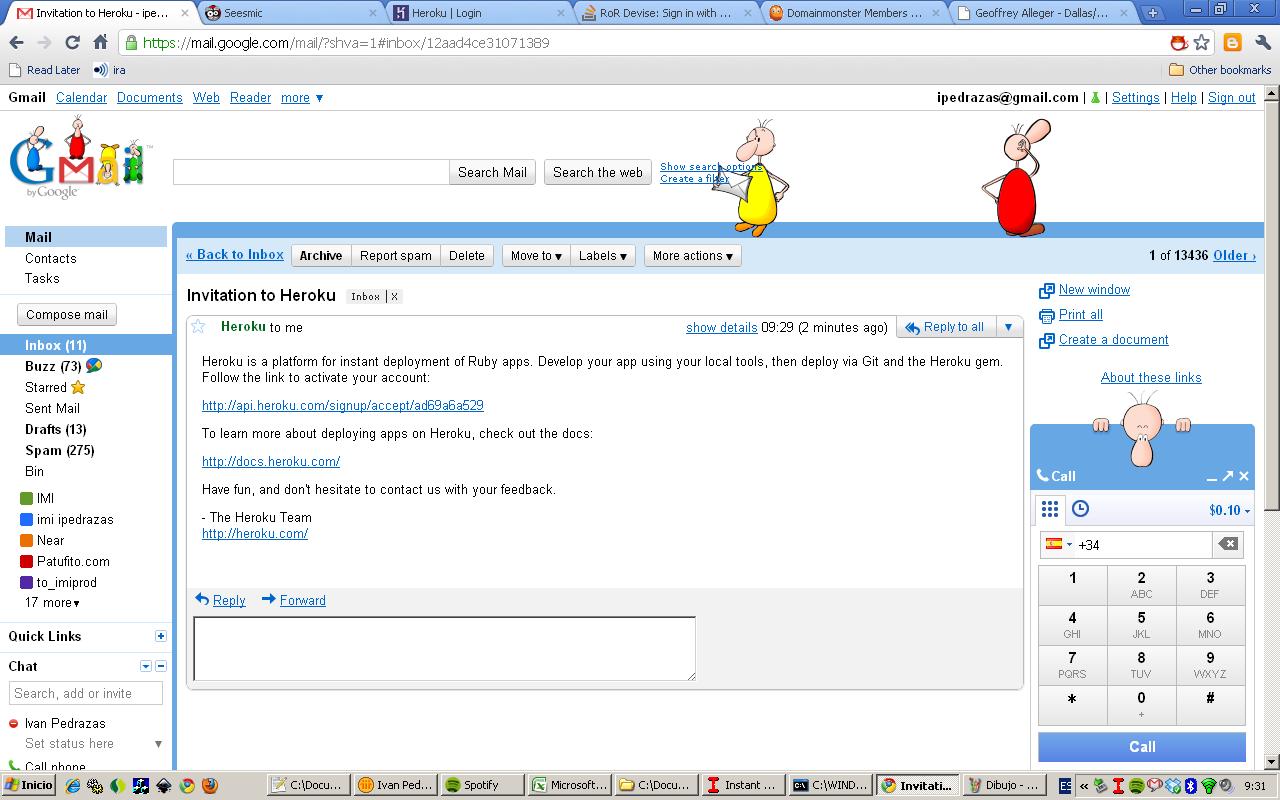 Invitation to Heroku - ipe...
Seesmic
Heroku | Login
RoR Devise: Sign in with ...
Domainmonster Members ...
Geoffrey Alleger - Dallas/...
https://mail.google.com/mail/?shva=1#inbox/12aad4ce31071389
Read Later
ira
Other bookmarks
Gmail Calendar Documents Web Reader more ▼
ipedrazas@gmail.com | Settings | Help | Sign out
GMail
by Google™
Search Mail
Search the web
Show search options
Create a filter
Mail
Contacts
Tasks
Compose mail
Inbox (11)
Buzz (73)
Starred
Sent Mail
Drafts (13)
Spam (275)
Bin
IMI
imi ipedrazas
Near
Patufito.com
to_imiprod
17 more▾
Quick Links
Chat
Search, add or invite
Ivan Pedrazas
Set status here
Call phone
« Back to Inbox
Archive
Report spam
Delete
Move to ▾
Labels ▾
More actions ▾
1 of 13436 Older ›
Invitation to Heroku
Inbox | X
Heroku to me
show details 09:29 (2 minutes ago)
Reply to all
Heroku is a platform for instant deployment of Ruby apps. Develop your app using your local tools, then deploy via Git and the Heroku gem.
Follow the link to activate your account:
http://api.heroku.com/signup/accept/ad69a6a529
To learn more about deploying apps on Heroku, check out the docs:
http://docs.heroku.com/
Have fun, and don't hesitate to contact us with your feedback.
- The Heroku Team
http://heroku.com/
Reply
Forward
New window
Print all
Create a document
About these links
Call
$0.10
+34
1
2
ABC
3
DEF
4
GHI
5
JKL
6
MNO
7
PQRS
8
TUV
9
WXYZ
*
0
+
#
Call
Inicio
C:\Docu...
Ivan Ped...
Spotify
Microsoft...
C:\Docu...
Instant ...
C:\WIND...
Invitati...
Dibujo - ...
ES
«
9:31